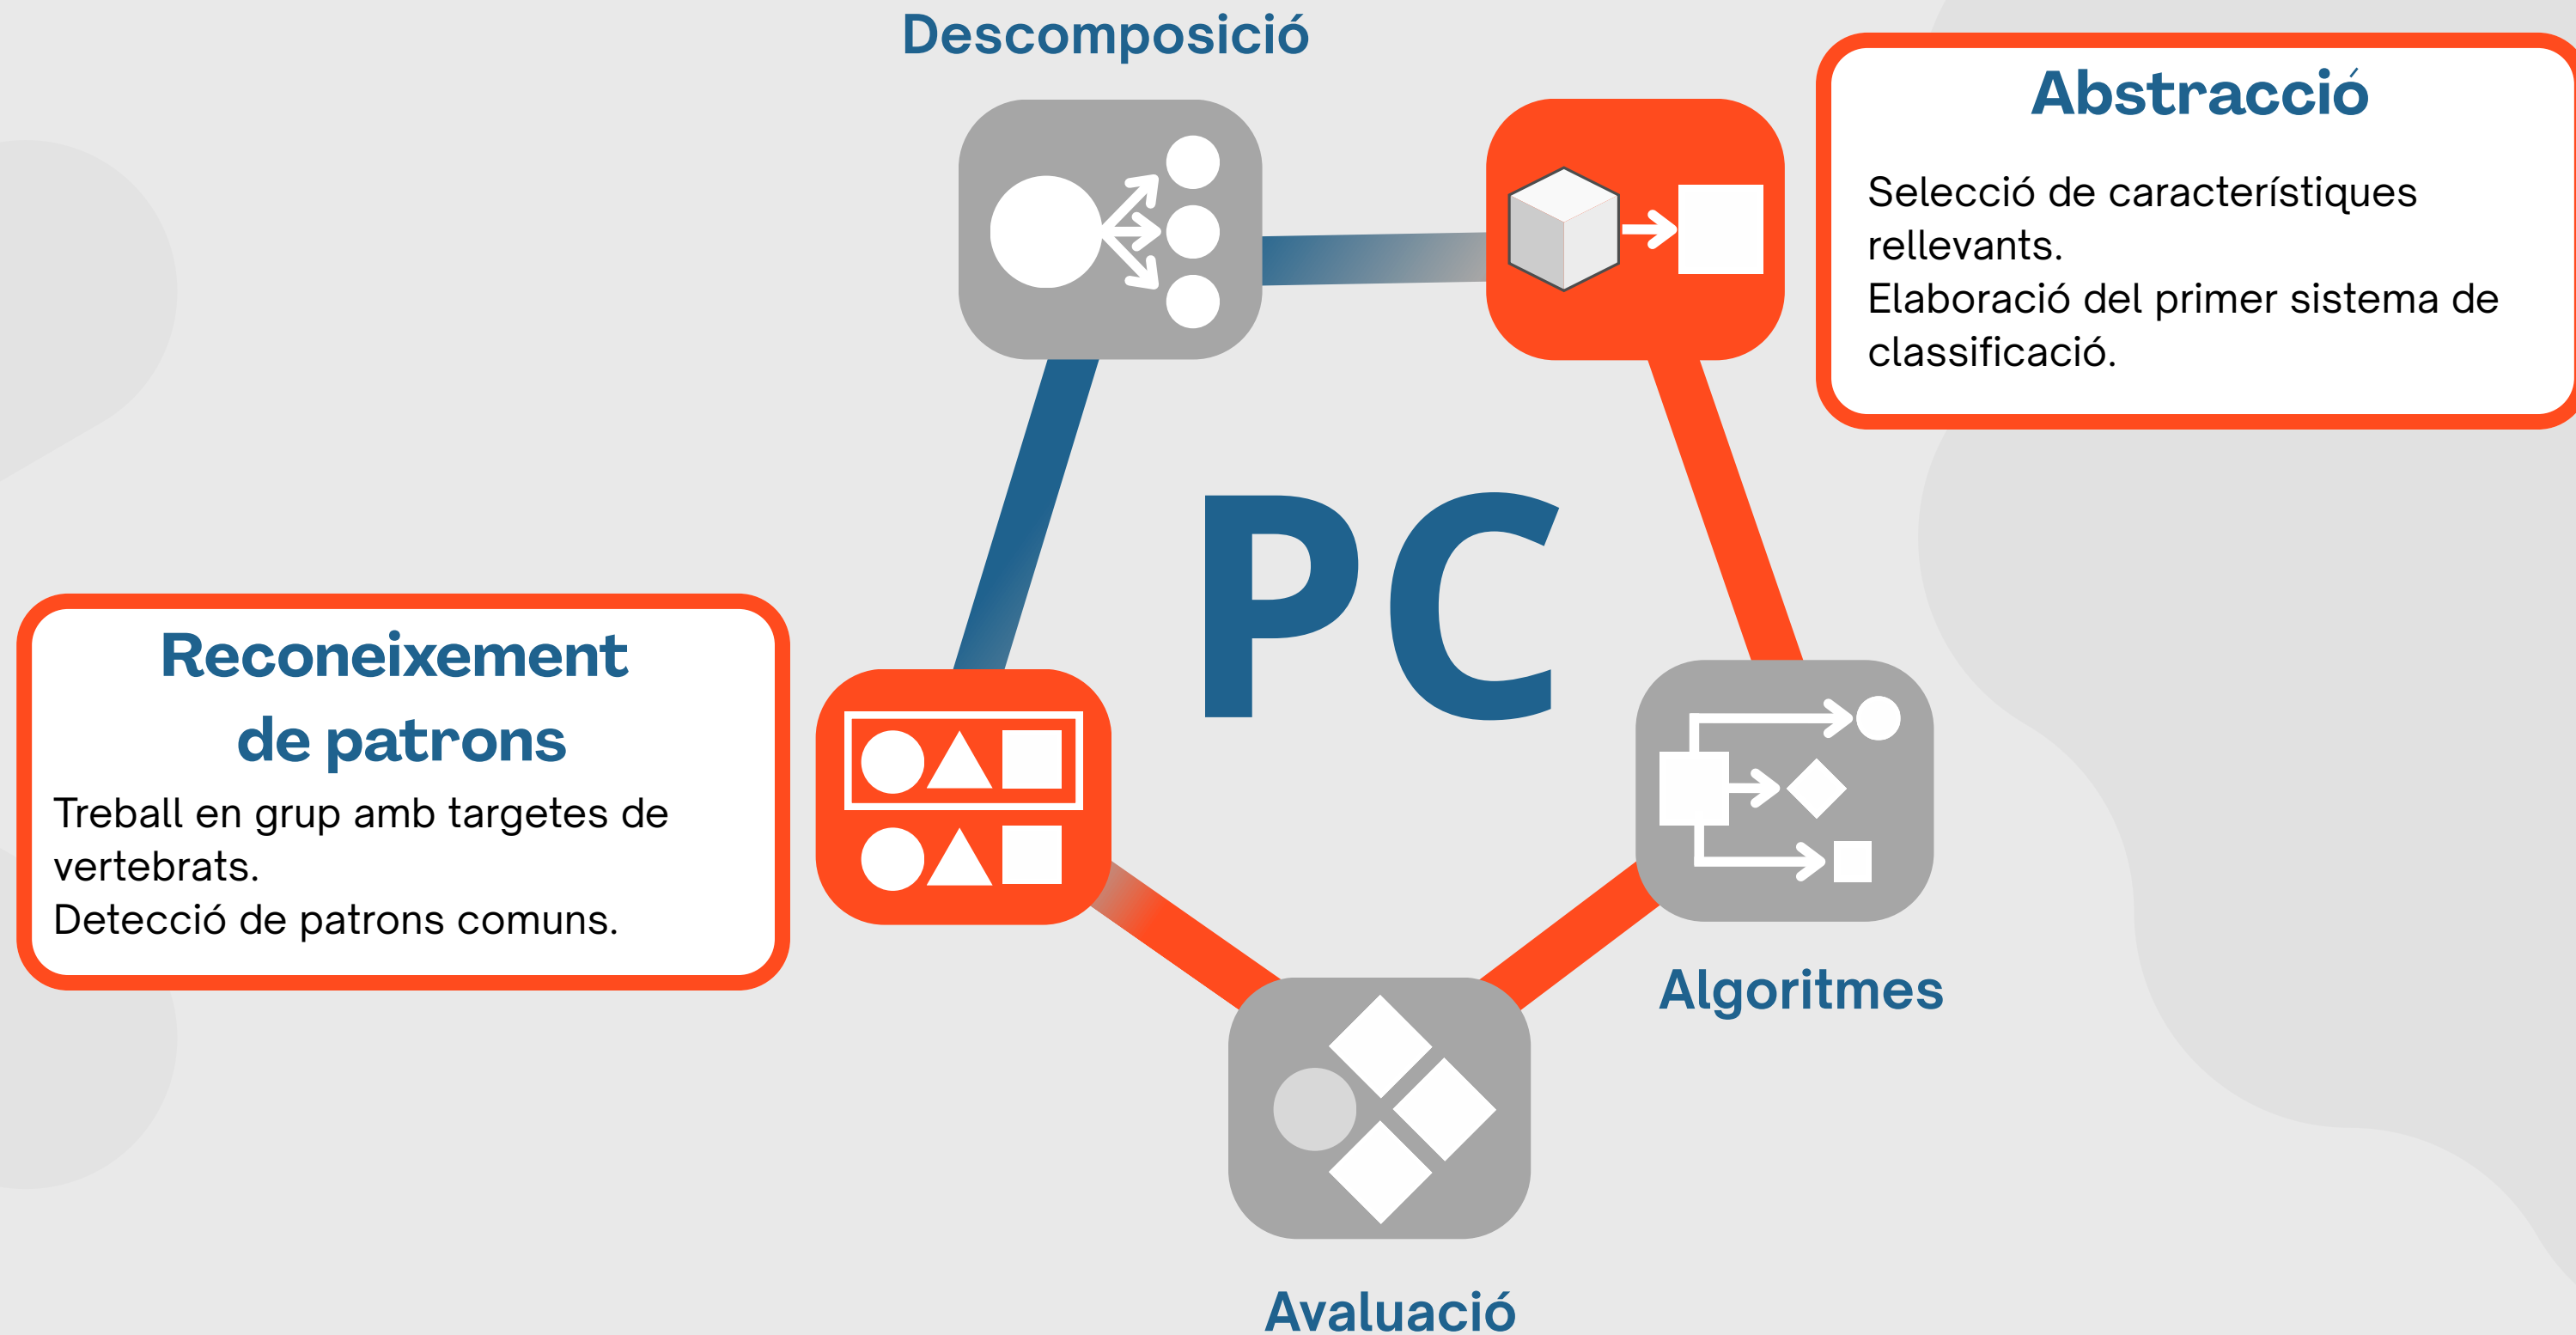 Descomposició
Abstracció
Selecció de característiques
rellevants.
Elaboració del primer sistema de
classificació.
PC
Reconeixement
de patrons
Treball en grup amb targetes de
vertebrats.
Detecció de patrons comuns.
Algoritmes
Avaluació